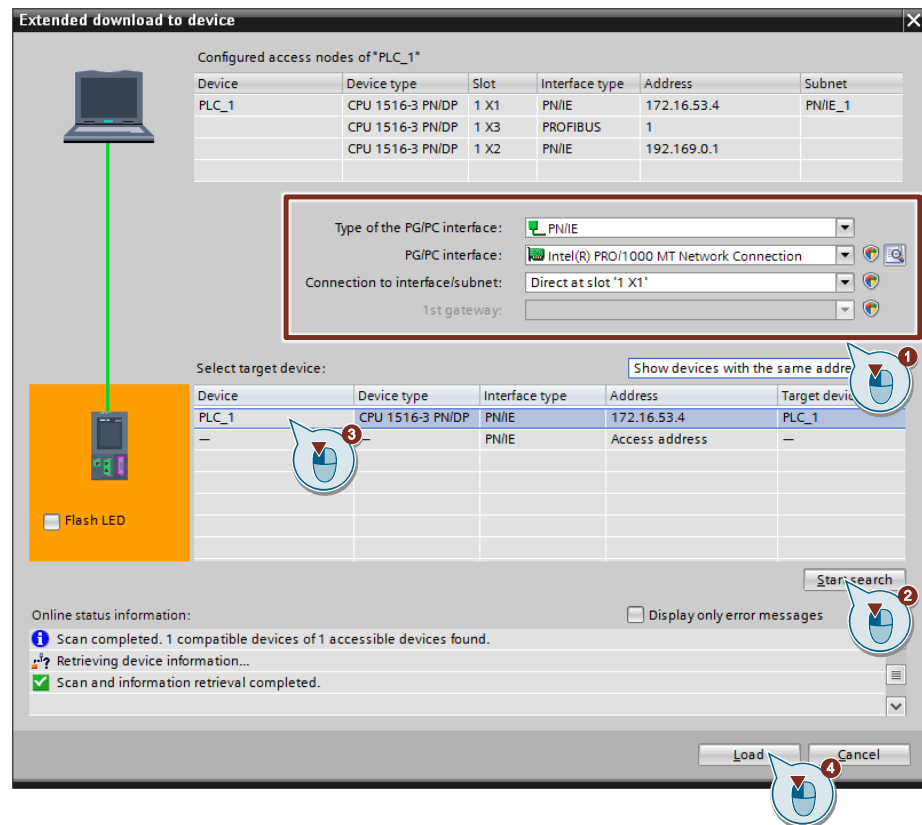 Extended download to device
Configured access nodes of "PLC_1"
Device Device type Slot Interface type Address Subnet
PLC_1 CPU 1516-3 PN/DP 1 X1 PN/IE 172.16.53.4 PN/IE_1
CPU 1516-3 PN/DP 1 X3 PROFIBUS 1
CPU 1516-3 PN/DP 1 X2 PN/IE 192.169.0.1
Type of the PG/PC interface: PN/IE
PG/PC interface: Intel(R) PRO/1000 MT Network Connection
Connection to interface/subnet: Direct at slot '1 X1'
1st gateway:
1
Select target device: Show devices with the same
Device Device type Interface type Address Target
PLC_1 CPU 1516-3 PN/DP PN/IE 172.16.53.4 PLC_1
— — PN/IE Access address —
3
Flash LED
Start search
2
Online status information: Display only error messages
Scan completed. 1 compatible devices of 1 accessible devices found.
Retrieving device information...
Scan and information retrieval completed.
Load Cancel
4